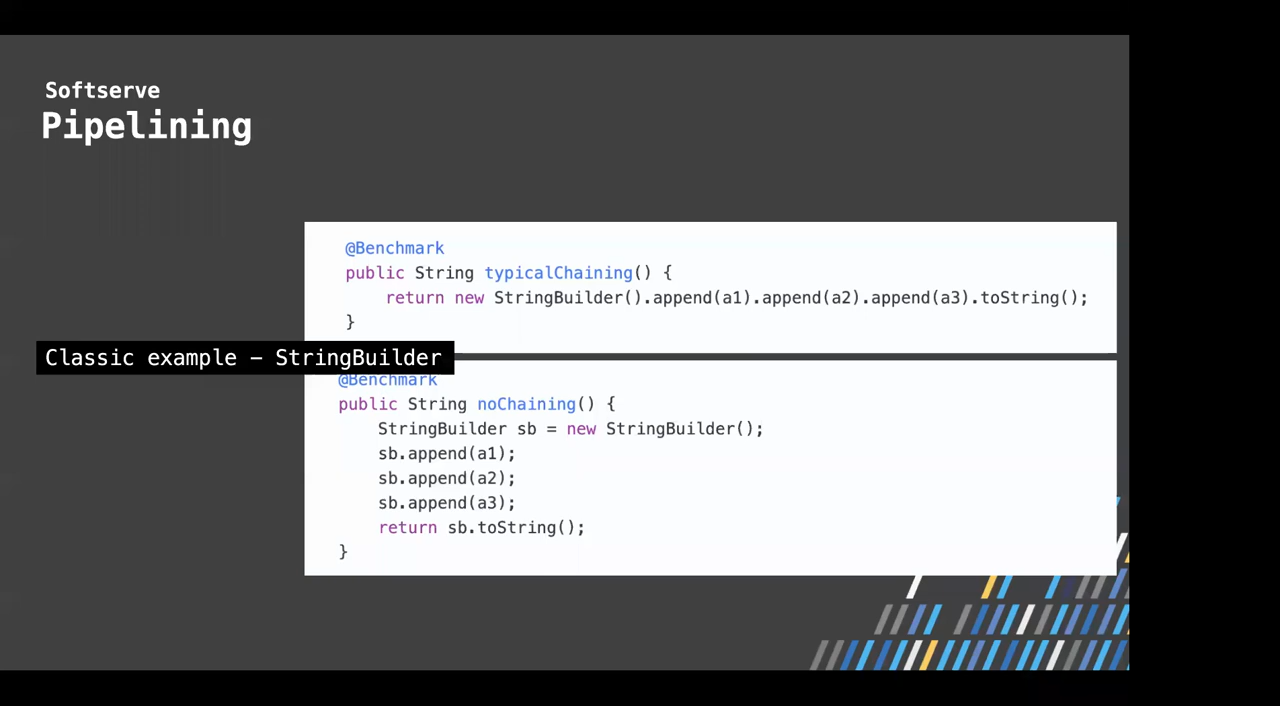 Softserve
Pipelining
@Benchmark
public String typicalChaining() {
    return new StringBuilder().append(a1).append(a2).append(a3).toString();
}
Classic example – StringBuilder
@Benchmark
public String noChaining() {
    StringBuilder sb = new StringBuilder();
    sb.append(a1);
    sb.append(a2);
    sb.append(a3);
    return sb.toString();
}